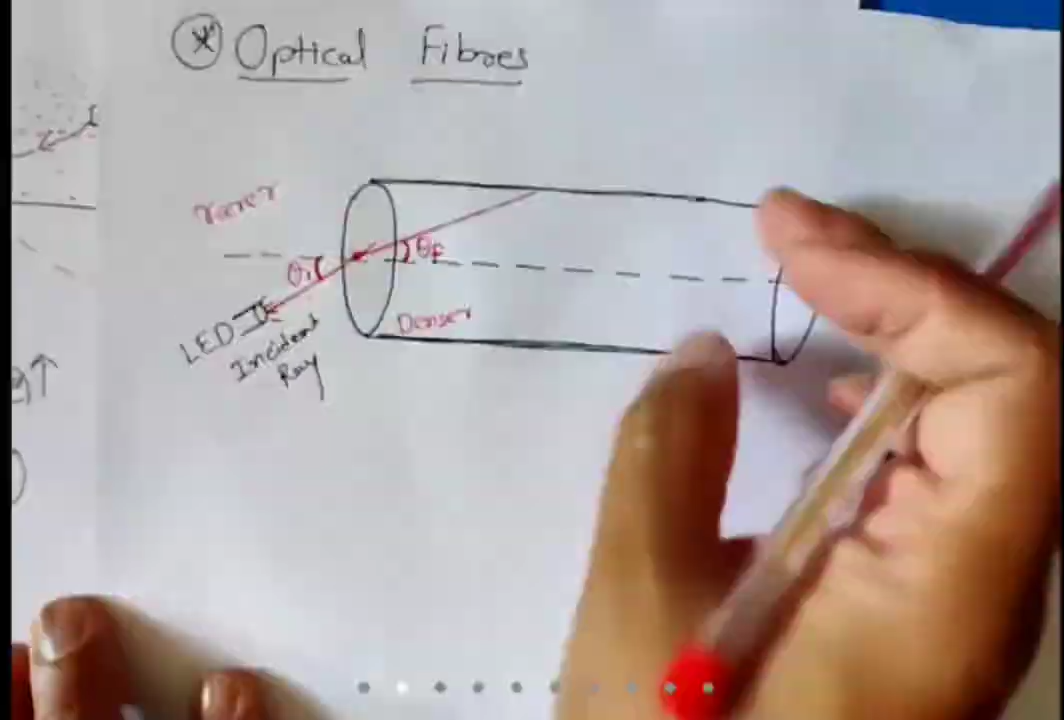 * Optical Fibres
rarer
θi
θr
Denser
LED
Incident
Ray